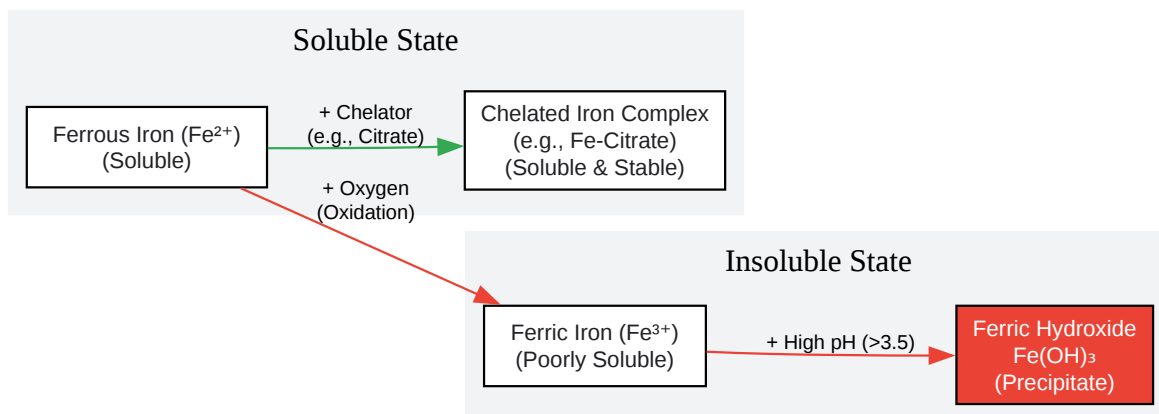 Soluble State
Ferrous Iron (Fe²⁺)
(Soluble)
+ Chelator
(e.g., Citrate)
Chelated Iron Complex
(e.g., Fe-Citrate)
(Soluble & Stable)
+ Oxygen
(Oxidation)
Insoluble State
Ferric Iron (Fe³⁺)
(Poorly Soluble)
+ High pH (>3.5)
Ferric Hydroxide
Fe(OH)₃
(Precipitate)